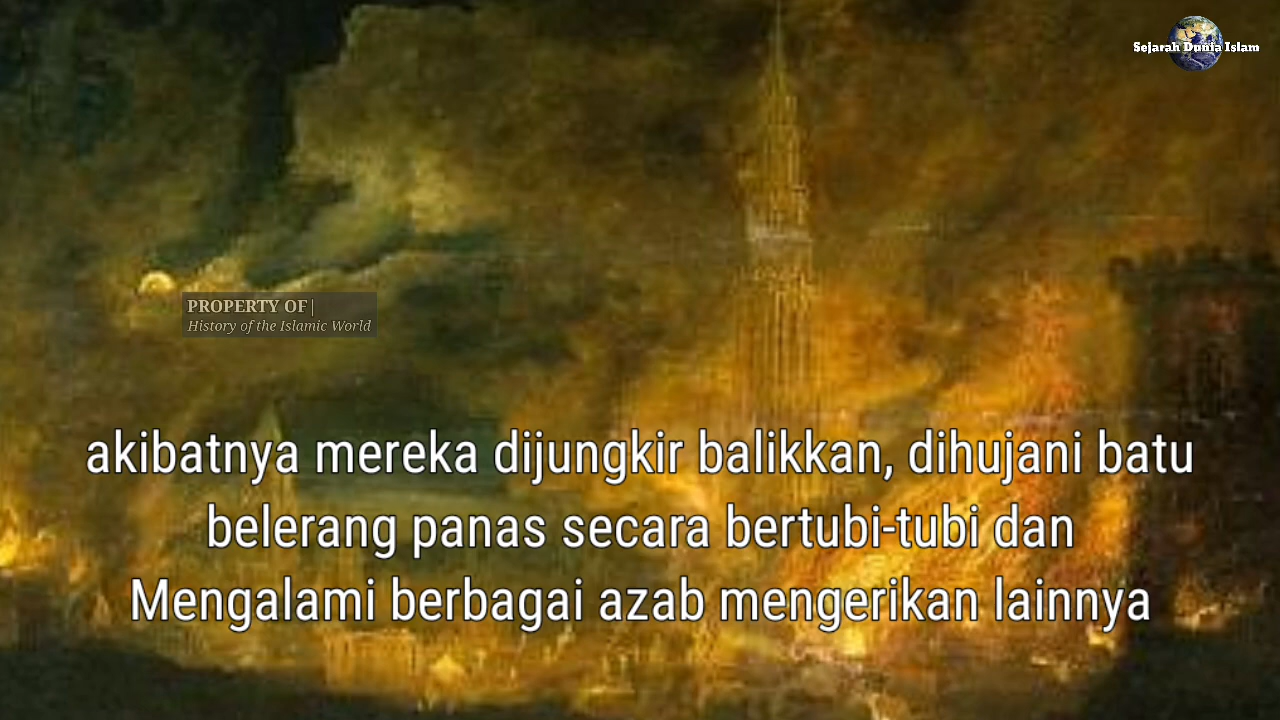 Sejarah Dunia Islam
PROPERTY OF|
History of the Islamic World
akibatnya mereka dijungkir balikkan, dihujani batu
belerang panas secara bertubi-tubi dan
Mengalami berbagai azab mengerikan lainnya